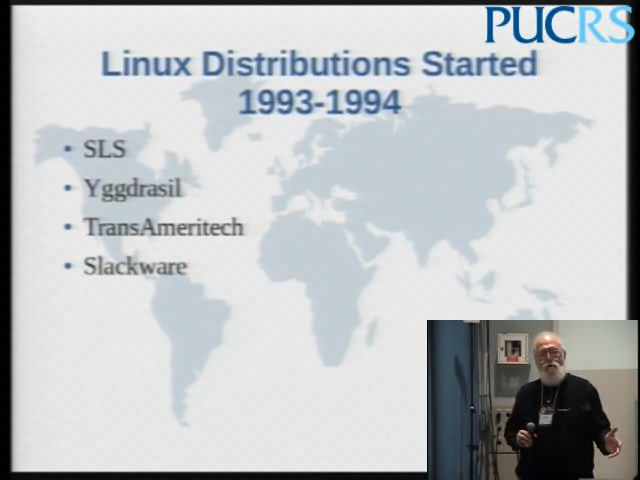 PUCRS
Linux Distributions Started
1993-1994
• SLS
• Yggdrasil
• TransAmeritech
• Slackware